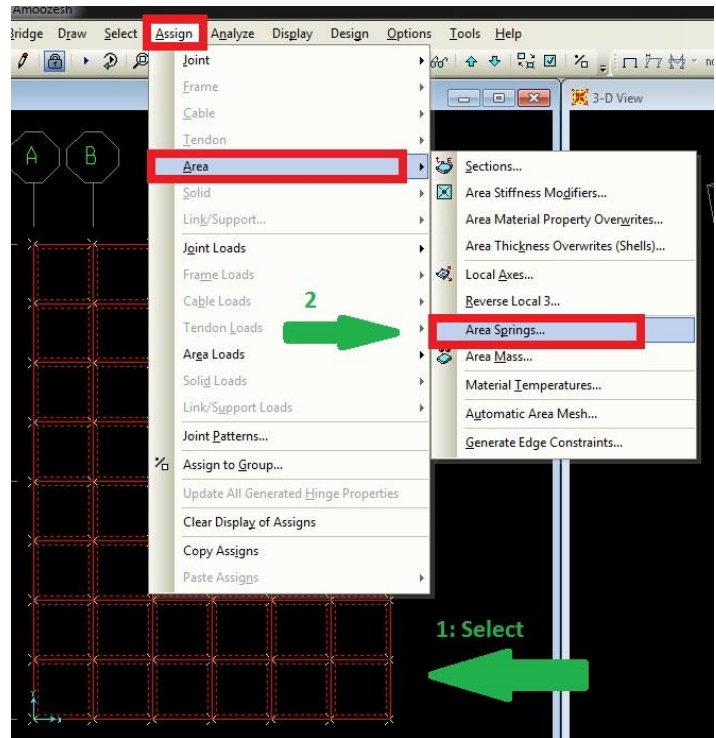 Amoozesh
Bridge Draw Select Assign Analyze Display Design Options Tools Help
Joint
Frame
Cable
Tendon
Area
Solid
Link/Support...
Joint Loads
Frame Loads
Cable Loads
Tendon Loads
Area Loads
Solid Loads
Link/Support Loads
Joint Patterns...
Assign to Group...
Update All Generated Hinge Properties
Clear Display of Assigns
Copy Assigns
Paste Assigns
3-D View
A B
Sections...
Area Stiffness Modifiers...
Area Material Property Overwrites...
Area Thickness Overwrites (Shells)...
Local Axes...
Reverse Local 3...
Area Springs...
Area Mass...
Material Temperatures...
Automatic Area Mesh...
Generate Edge Constraints...
2
1: Select
Y